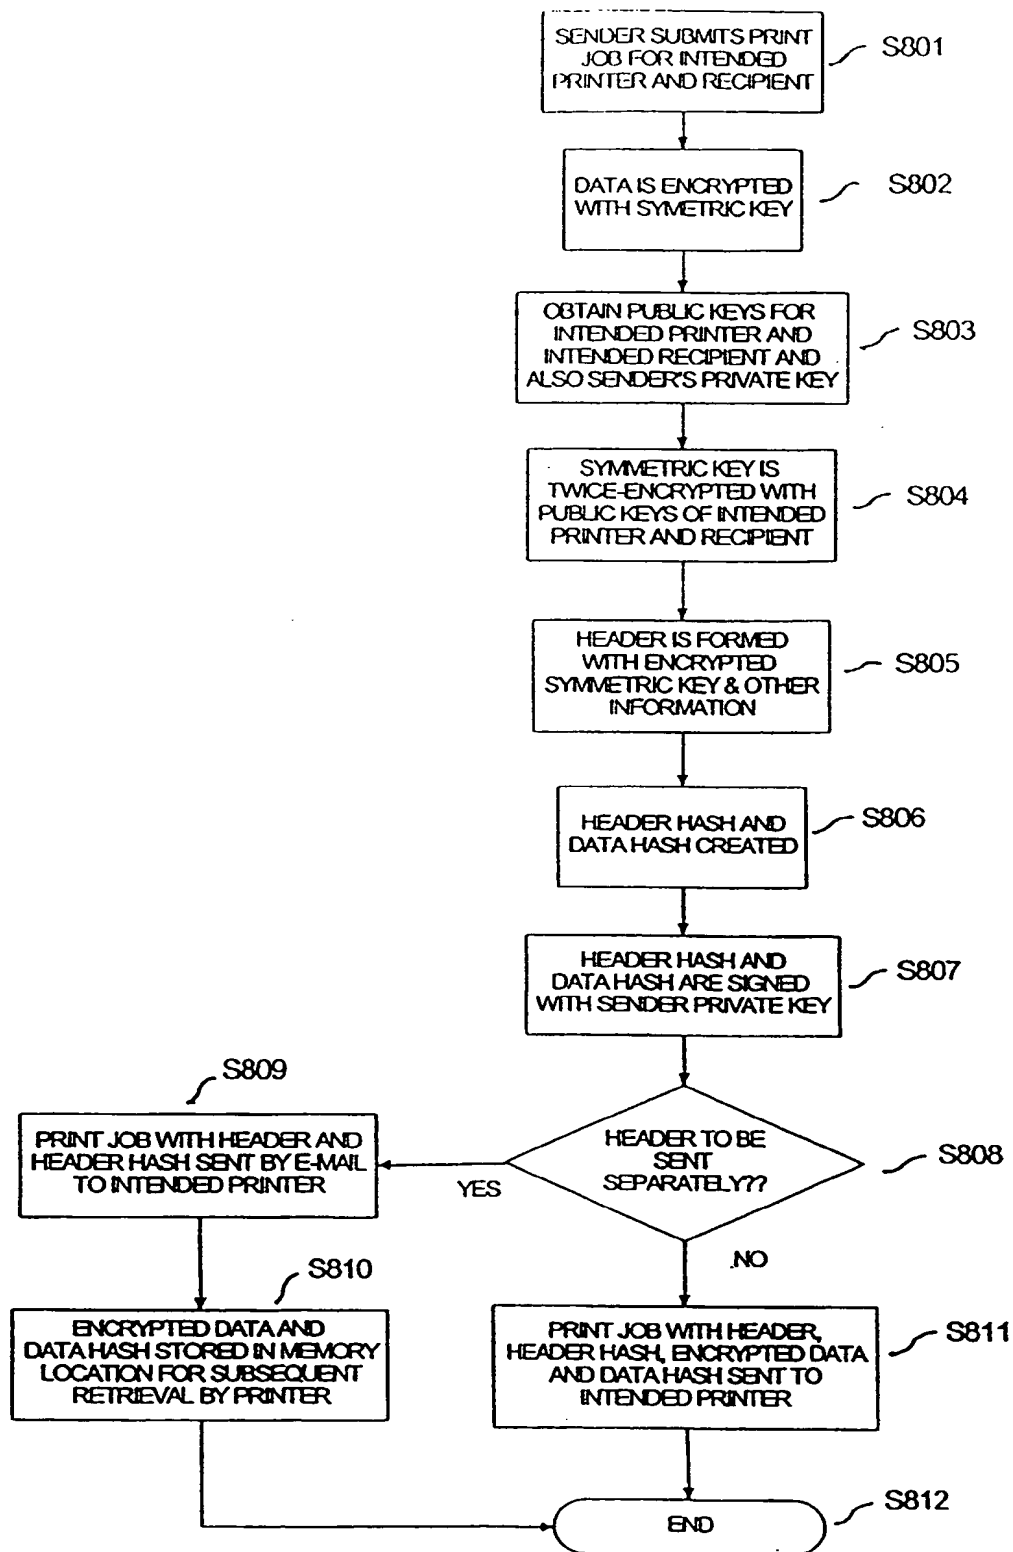 SENDER SUBMITS PRINT
JOB FOR INTENDED
PRINTER AND RECIPIENT
S801
DATA IS ENCRYPTED
WITH SYMETRIC KEY
S802
OBTAIN PUBLIC KEYS FOR
INTENDED PRINTER AND
INTENDED RECIPIENT AND
ALSO SENDER'S PRIVATE KEY
S803
SYMMETRIC KEY IS
TWICE-ENCRYPTED WITH
PUBLIC KEYS OF INTENDED
PRINTER AND RECIPIENT
S804
HEADER IS FORMED
WITH ENCRYPTED
SYMMETRIC KEY & OTHER
INFORMATION
S805
HEADER HASH AND
DATA HASH CREATED
S806
HEADER HASH AND
DATA HASH ARE SIGNED
WITH SENDER PRIVATE KEY
S807
HEADER TO BE
SENT
SEPARATELY??
S808
YES
NO
S809
PRINT JOB WITH HEADER AND
HEADER HASH SENT BY E-MAIL
TO INTENDED PRINTER
S810
ENCRYPTED DATA AND
DATA HASH STORED IN MEMORY
LOCATION FOR SUBSEQUENT
RETRIEVAL BY PRINTER
PRINT JOB WITH HEADER,
HEADER HASH, ENCRYPTED DATA
AND DATA HASH SENT TO
INTENDED PRINTER
S811
END
S812